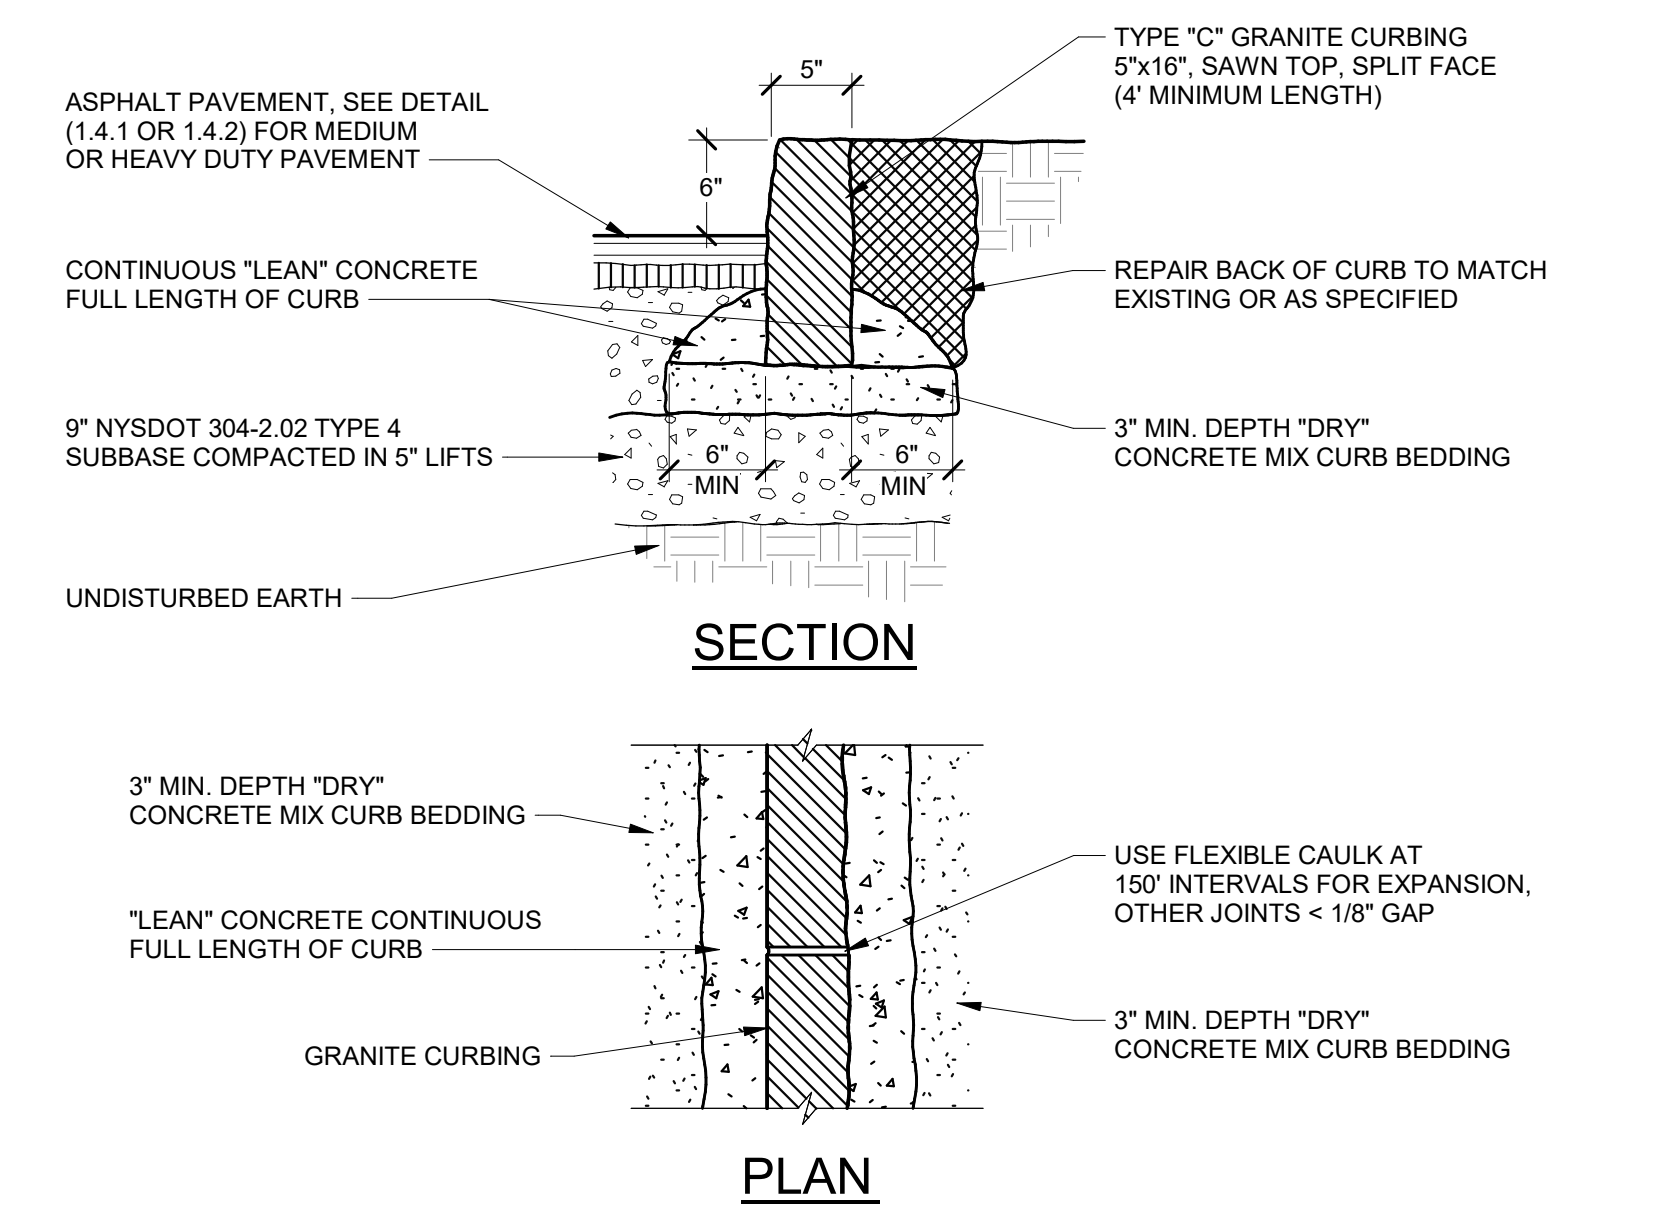 TYPE "C" GRANITE CURBING
5"x16", SAWN TOP, SPLIT FACE
(4' MINIMUM LENGTH)
5"
ASPHALT PAVEMENT, SEE DETAIL
(1.4.1 OR 1.4.2) FOR MEDIUM
OR HEAVY DUTY PAVEMENT
6"
CONTINUOUS "LEAN" CONCRETE
FULL LENGTH OF CURB
REPAIR BACK OF CURB TO MATCH
EXISTING OR AS SPECIFIED
9" NYSDOT 304-2.02 TYPE 4
SUBBASE COMPACTED IN 5" LIFTS
6"
MIN
6"
MIN
3" MIN. DEPTH "DRY"
CONCRETE MIX CURB BEDDING
UNDISTURBED EARTH
SECTION
3" MIN. DEPTH "DRY"
CONCRETE MIX CURB BEDDING
USE FLEXIBLE CAULK AT
150' INTERVALS FOR EXPANSION,
OTHER JOINTS < 1/8" GAP
"LEAN" CONCRETE CONTINUOUS
FULL LENGTH OF CURB
3" MIN. DEPTH "DRY"
CONCRETE MIX CURB BEDDING
GRANITE CURBING
PLAN